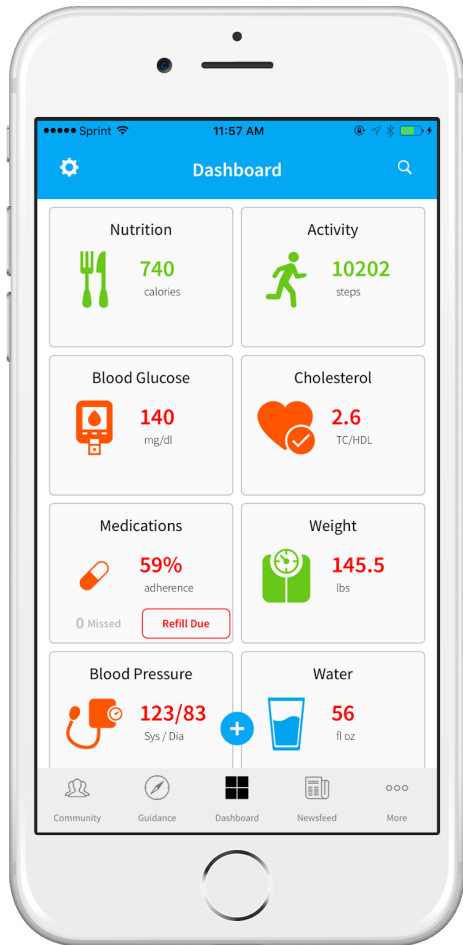 Sprint 11:57 AM
Dashboard
Nutrition
740
calories
Activity
10202
steps
Blood Glucose
140
mg/dl
Cholesterol
2.6
TC/HDL
Medications
59%
adherence
0 Missed
Refill Due
Weight
145.5
lbs
Blood Pressure
123/83
Sys / Dia
Water
56
fl oz
Community Guidance Dashboard Newsfeed More